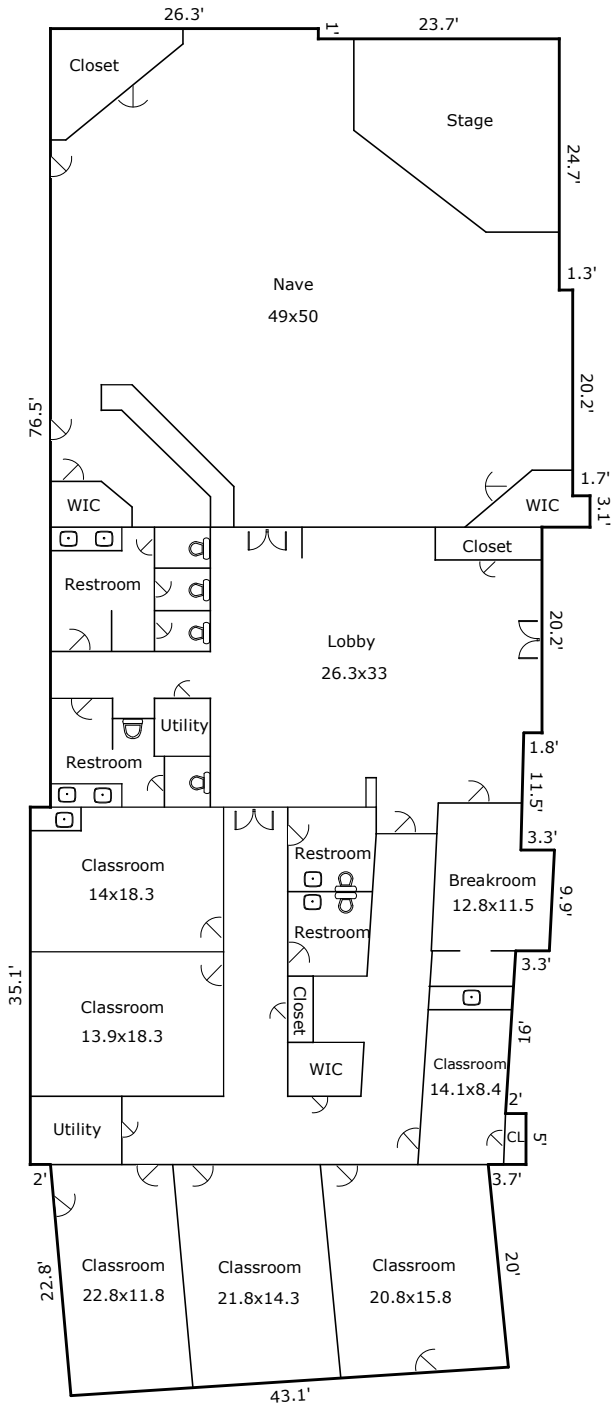 26.3'
1'
23.7'
Closet
Stage
24.7'
1.3'
Nave
49x50
20.2'
76.5'
1.7'
WIC
WIC
3.1'
Closet
Restroom
Lobby
26.3x33
20.2'
Utility
1.8'
Restroom
11.5'
3.3'
Restroom
Classroom
14x18.3
Breakroom
12.8x11.5
9.9'
Restroom
3.3'
35.1'
Classroom
13.9x18.3
Closet
16'
WIC
Classroom
14.1x8.4
2'
Utility
CL
5'
2'
3.7'
22.8'
Classroom
22.8x11.8
Classroom
21.8x14.3
Classroom
20.8x15.8
20'
43.1'